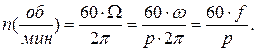 n(об/мин) = 60·Ω/2π = 60·ω/p·2π = 60·f/p.